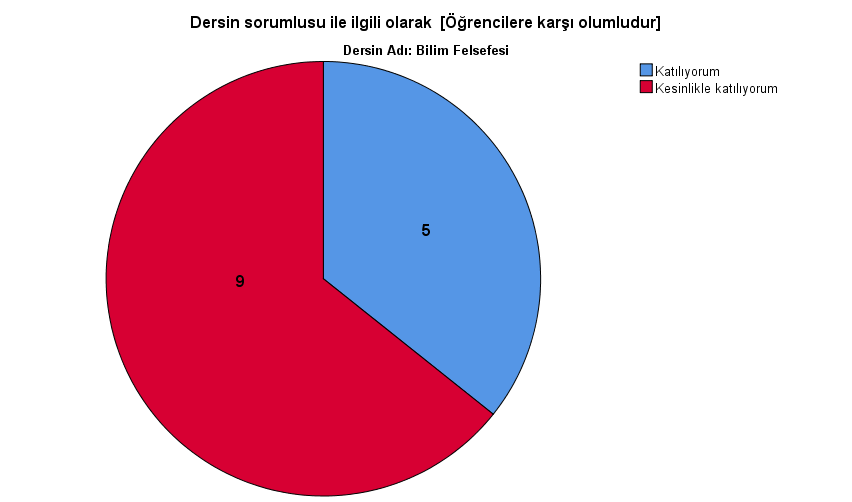 Dersin sorumlusu ile ilgili olarak [Öğrencilere karşı olumludur]
Dersin Adı: Bilim Felsefesi
Katılıyorum
Kesinlikle katılıyorum
5
9